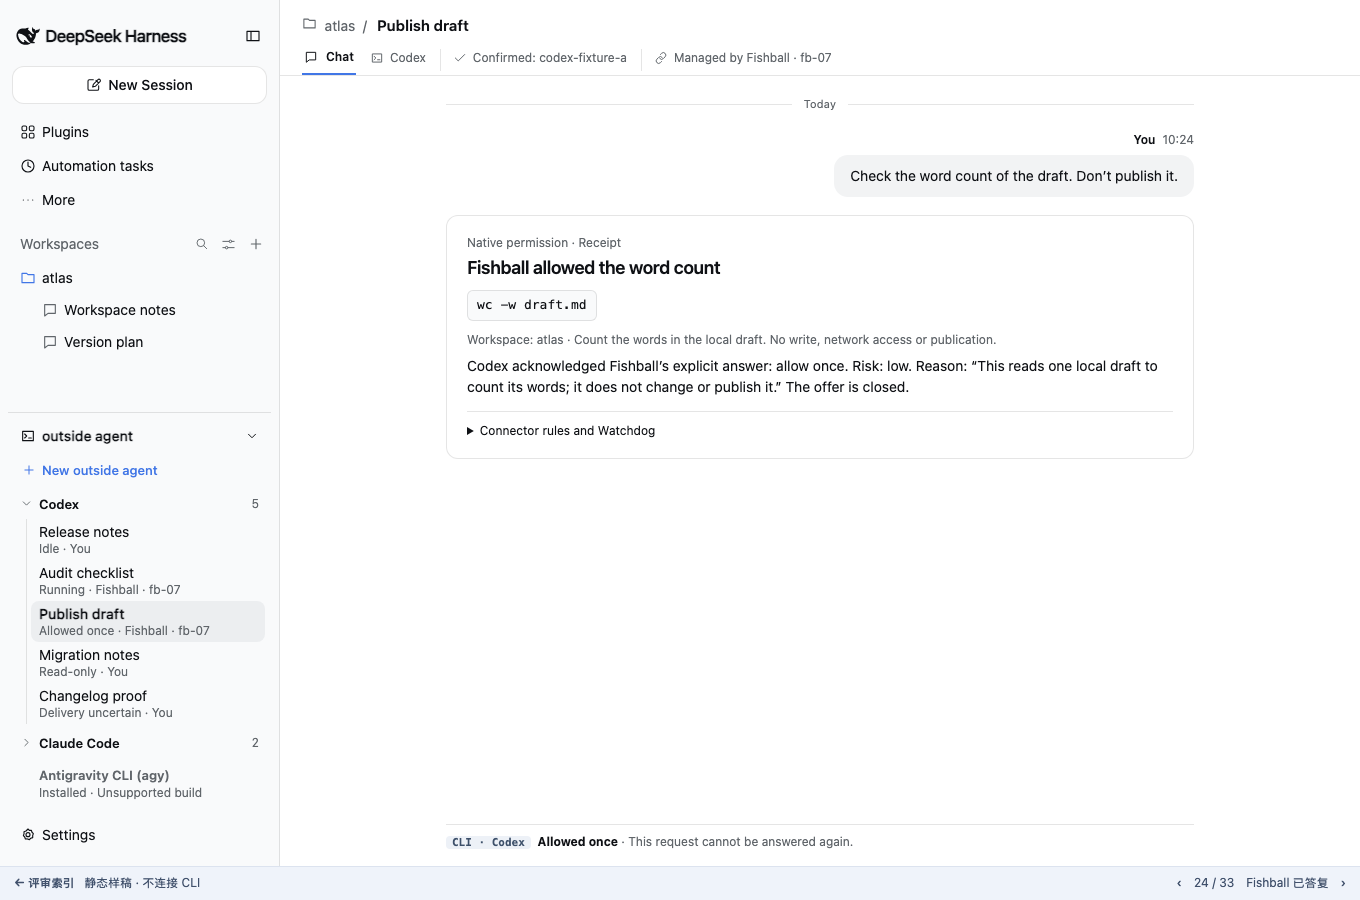 DeepSeek Harness
New Session
Plugins
Automation tasks
More
Workspaces
atlas
Workspace notes
Version plan
outside agent
New outside agent
Codex 5
Release notes
Idle · You
Audit checklist
Running · Fishball · fb-07
Publish draft
Allowed once · Fishball · fb-07
Migration notes
Read-only · You
Changelog proof
Delivery uncertain · You
Claude Code 2
Antigravity CLI (agy)
Installed · Unsupported build
Settings
atlas / Publish draft
Chat Codex Confirmed: codex-fixture-a Managed by Fishball · fb-07
Today
You 10:24
Check the word count of the draft. Don’t publish it.
Native permission · Receipt
Fishball allowed the word count
wc –w draft.md
Workspace: atlas · Count the words in the local draft. No write, network access or publication.
Codex acknowledged Fishball’s explicit answer: allow once. Risk: low. Reason: “This reads one local draft to
count its words; it does not change or publish it.” The offer is closed.
Connector rules and Watchdog
CLI · Codex Allowed once · This request cannot be answered again.
← 评审索引 静态样稿 · 不连接 CLI
‹ 24 / 33 Fishball 已答复 ›